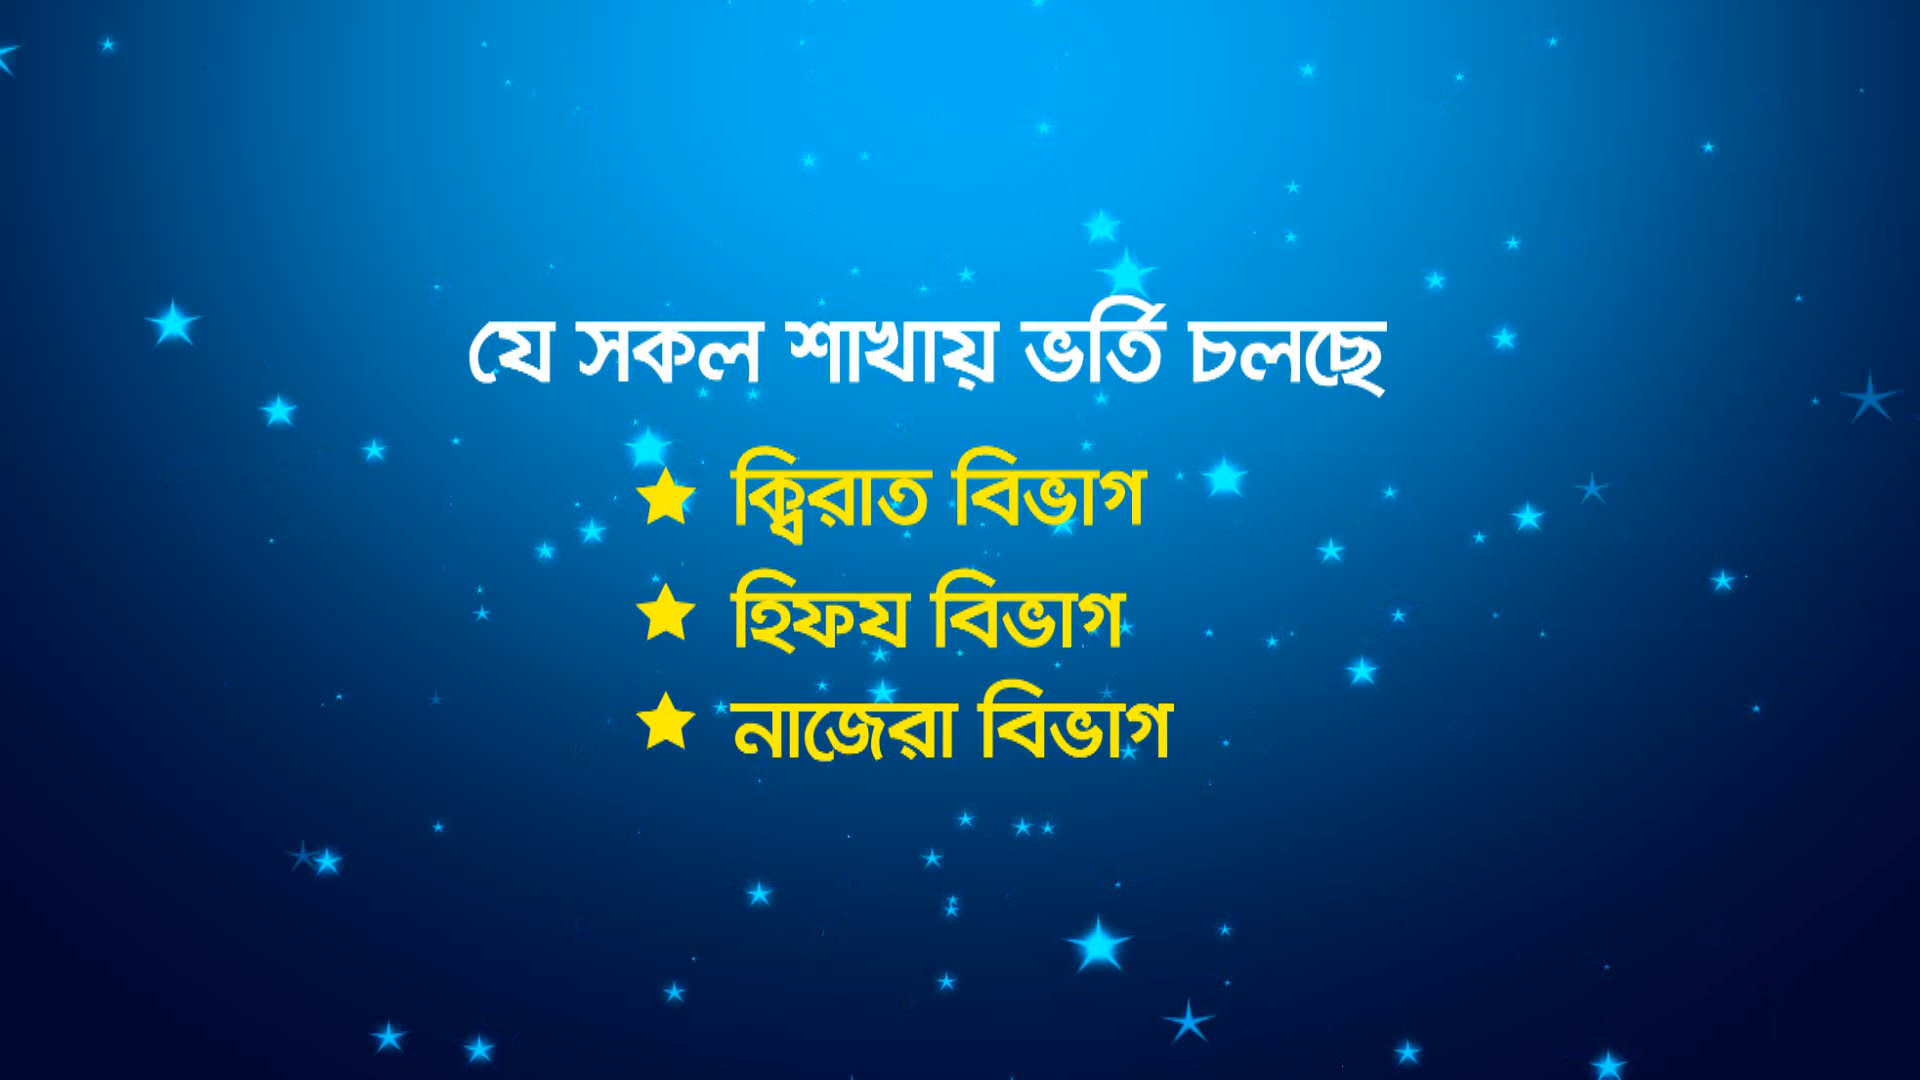 যে সকল শাখায় ভর্তি চলছে
★ ক্বিরাত বিভাগ
★ হিফয বিভাগ
★ নাজেরা বিভাগ